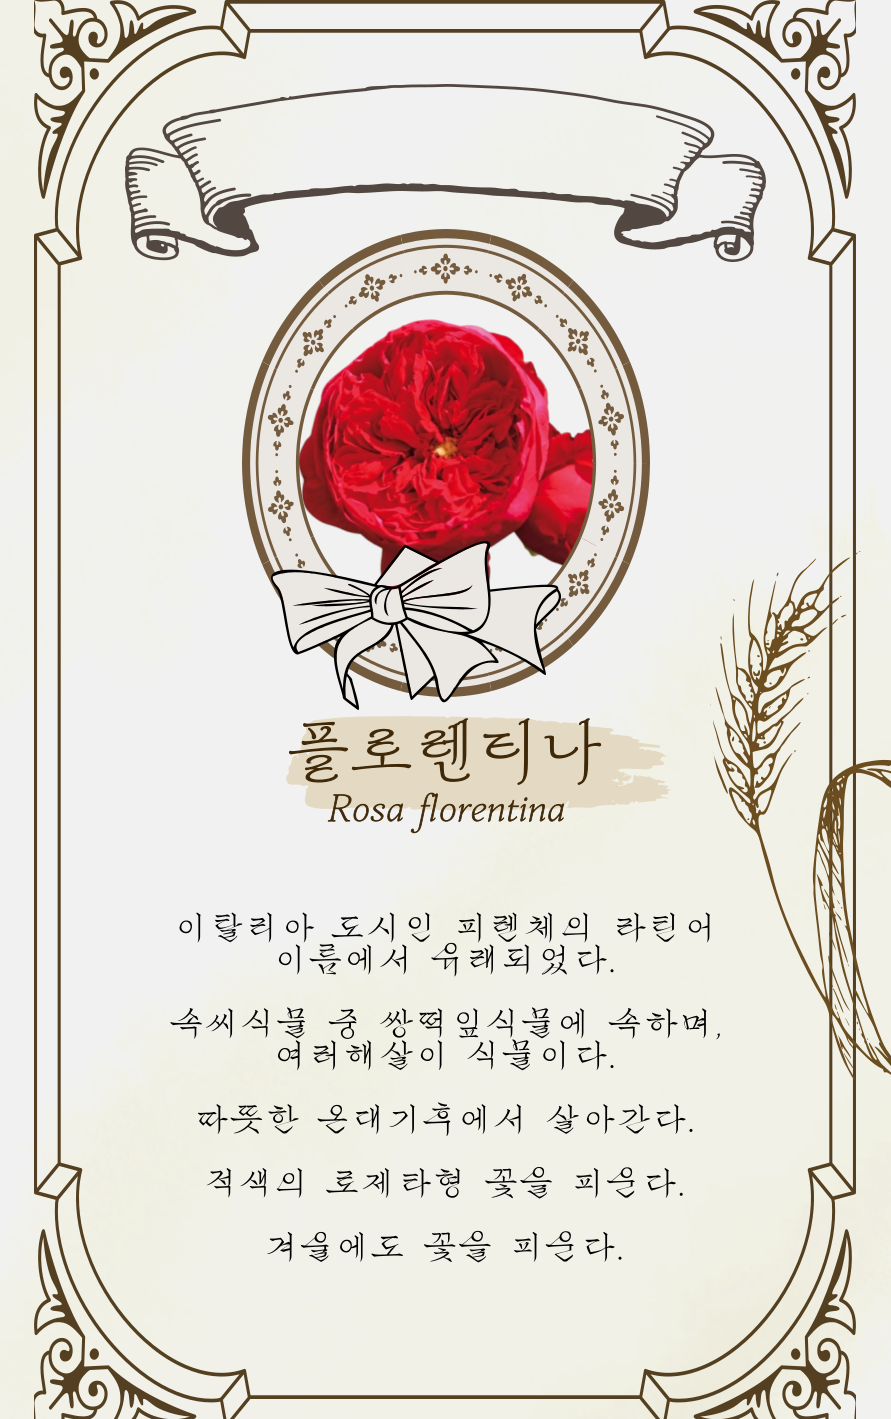 플로렌티나
Rosa florentina
이탈리아 도시인 피렌체의 라틴어
이름에서 유래되었다.
속씨식물 중 쌍떡잎식물에 속하며,
여러해살이 식물이다.
따뜻한 온대기후에서 살아간다.
적색의 로제타형 꽃을 피운다.
겨울에도 꽃을 피운다.